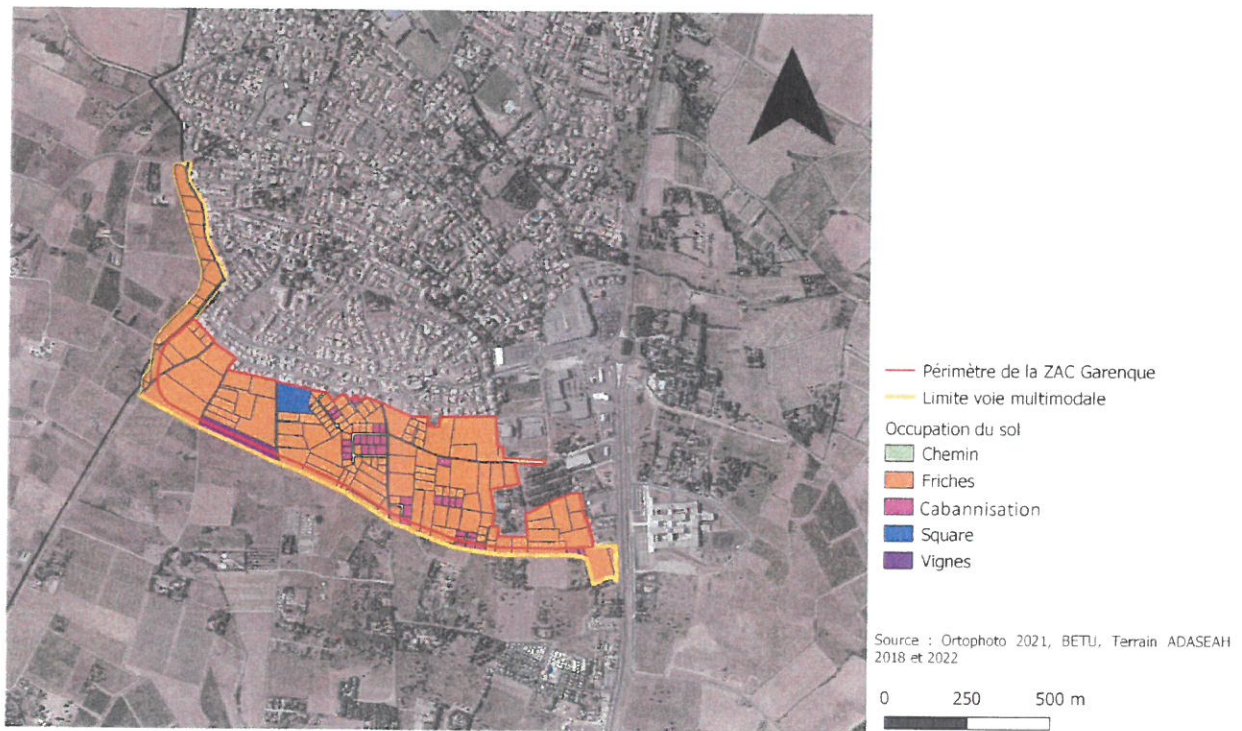 Périmètre de la ZAC Garenque
Limite voie multimodale
Occupation du sol
Chemin
Friches
Cabannisation
Square
Vignes
Source : Ortophoto 2021, BETU, Terrain ADASEAH
2018 et 2022
0 250 500 m